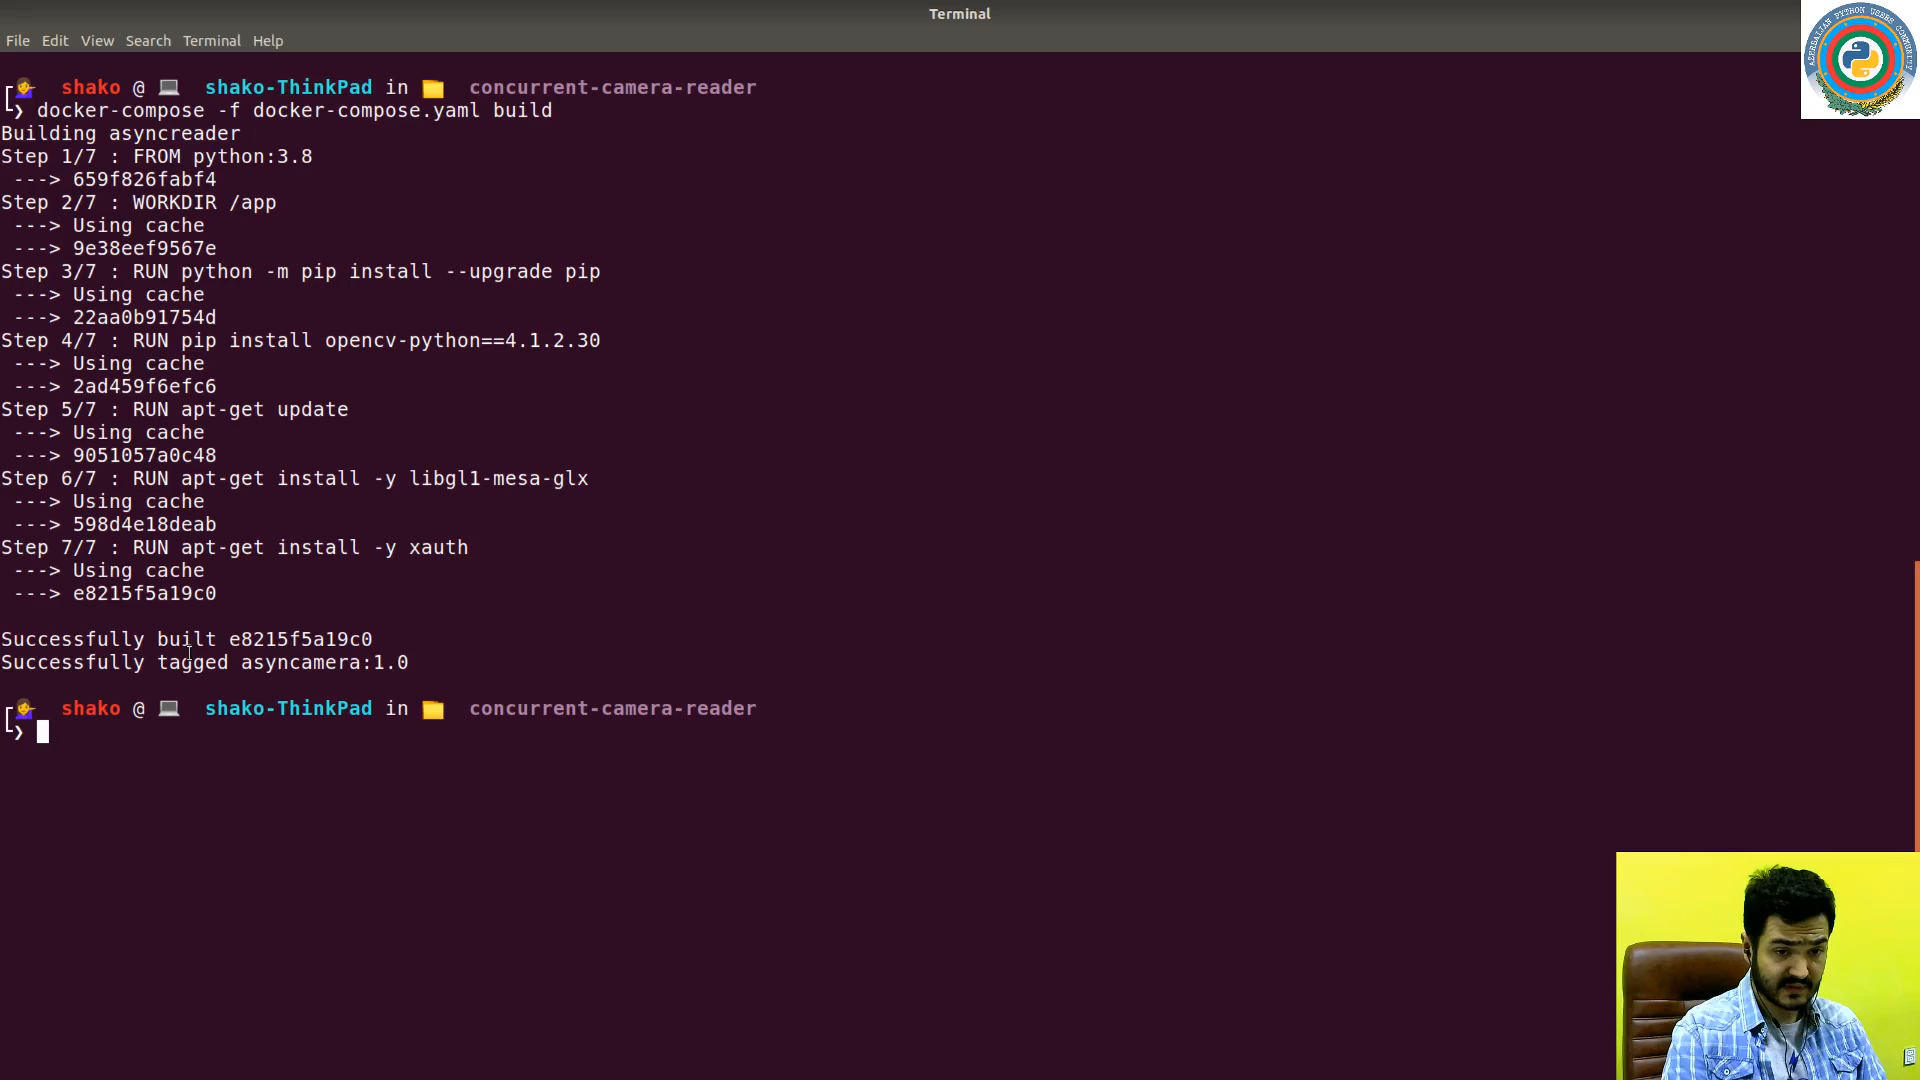 Terminal
File Edit View Search Terminal Help
AZERBAIJAN PYTHON USERS COMMUNITY
shako @ shako-ThinkPad in concurrent-camera-reader
❯ docker-compose -f docker-compose.yaml build
Building asyncreader
Step 1/7 : FROM python:3.8
---> 659f826fabf4
Step 2/7 : WORKDIR /app
---> Using cache
---> 9e38eef9567e
Step 3/7 : RUN python -m pip install --upgrade pip
---> Using cache
---> 22aa0b91754d
Step 4/7 : RUN pip install opencv-python==4.1.2.30
---> Using cache
---> 2ad459f6efc6
Step 5/7 : RUN apt-get update
---> Using cache
---> 9051057a0c48
Step 6/7 : RUN apt-get install -y libgl1-mesa-glx
---> Using cache
---> 598d4e18deab
Step 7/7 : RUN apt-get install -y xauth
---> Using cache
---> e8215f5a19c0
Successfully built e8215f5a19c0
Successfully tagged asyncamera:1.0
shako @ shako-ThinkPad in concurrent-camera-reader
❯